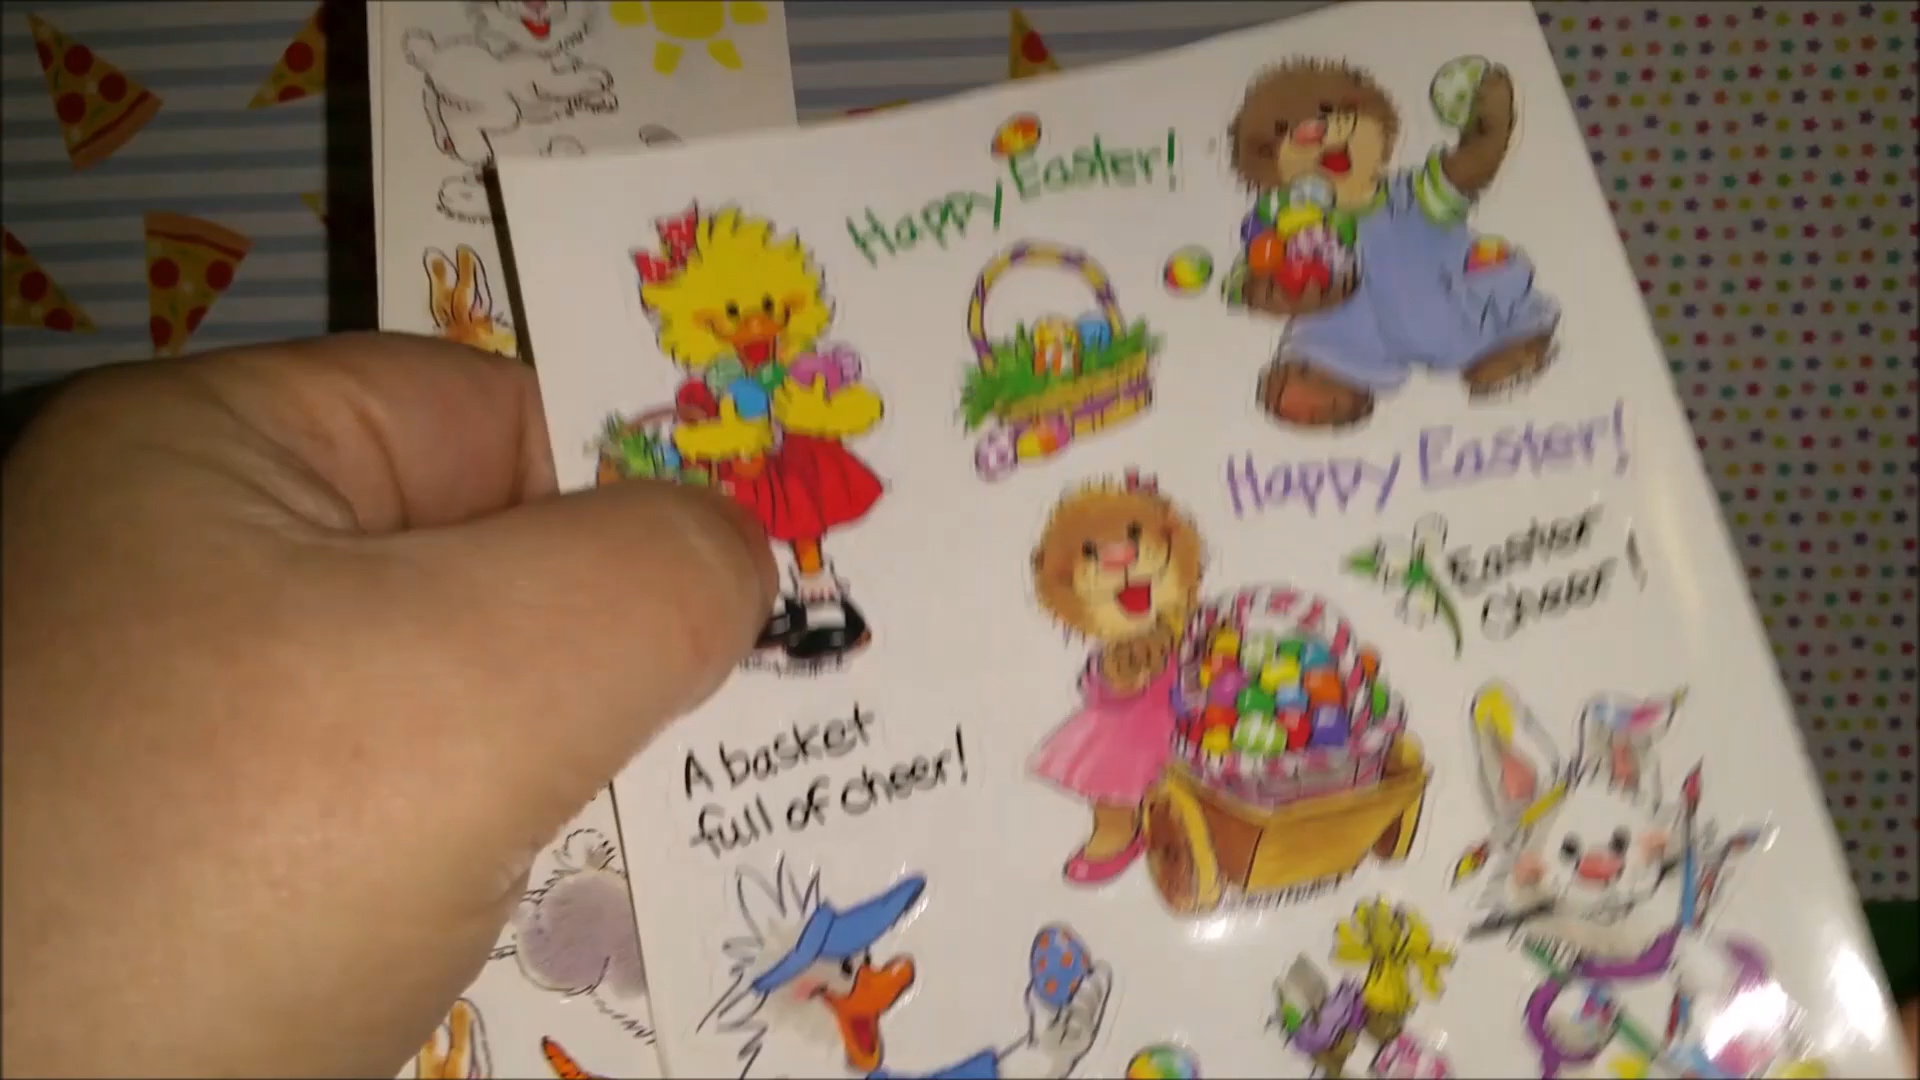 Happy Easter!
Happy Easter!
Easter
cheer!
A basket
full of cheer!